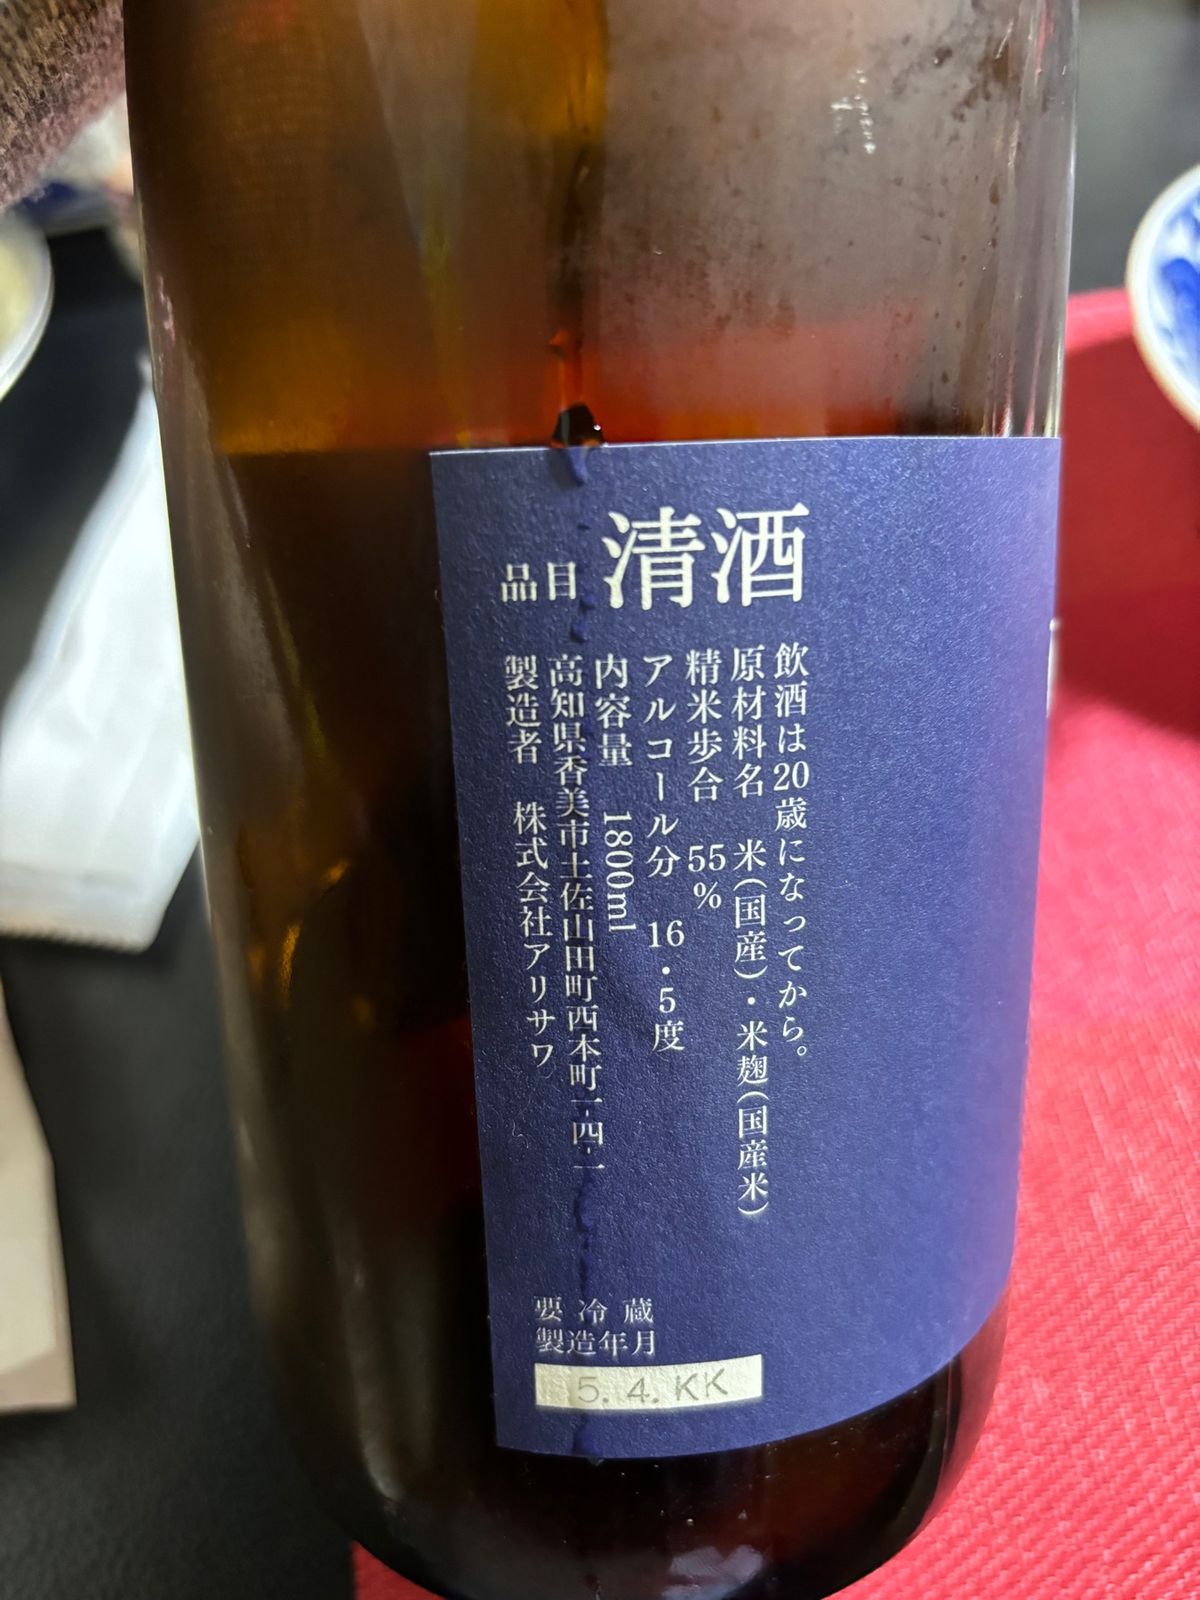 清酒
品目
飲酒は20歳になってから。
原材料名 米(国産)・米麹(国産米)
精米歩合 55%
アルコール分 16・5度
内容量 1800ml
高知県香美市土佐山田町西本町一-四-一
製造者 株式会社アリサワ
要冷蔵
製造年月
5.4.KK